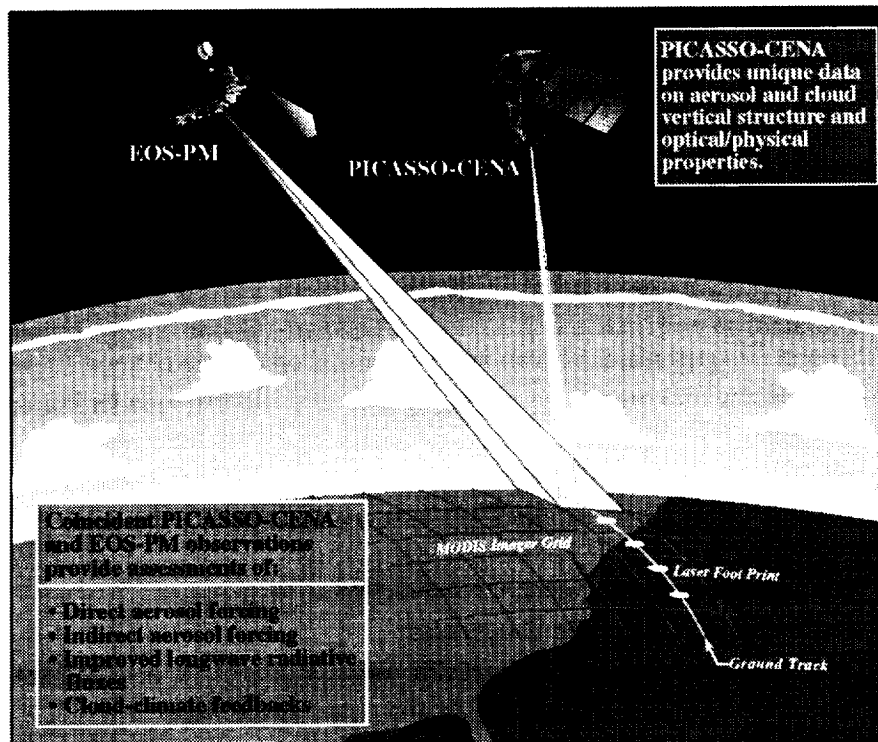 PICASSO-CENA
provides unique data
on aerosol and cloud
vertical structure and
optical/physical
properties.
EOS-PM
PICASSO-CENA
Coincident PICASSO-CENA
and EOS-PM observations
provide assessments of:
• Direct aerosol forcing
• Indirect aerosol forcing
• Improved longwave radiative
fluxes
• Cloud-climate feedbacks
MODIS Imager Grid
Laser Foot Print
Ground Track